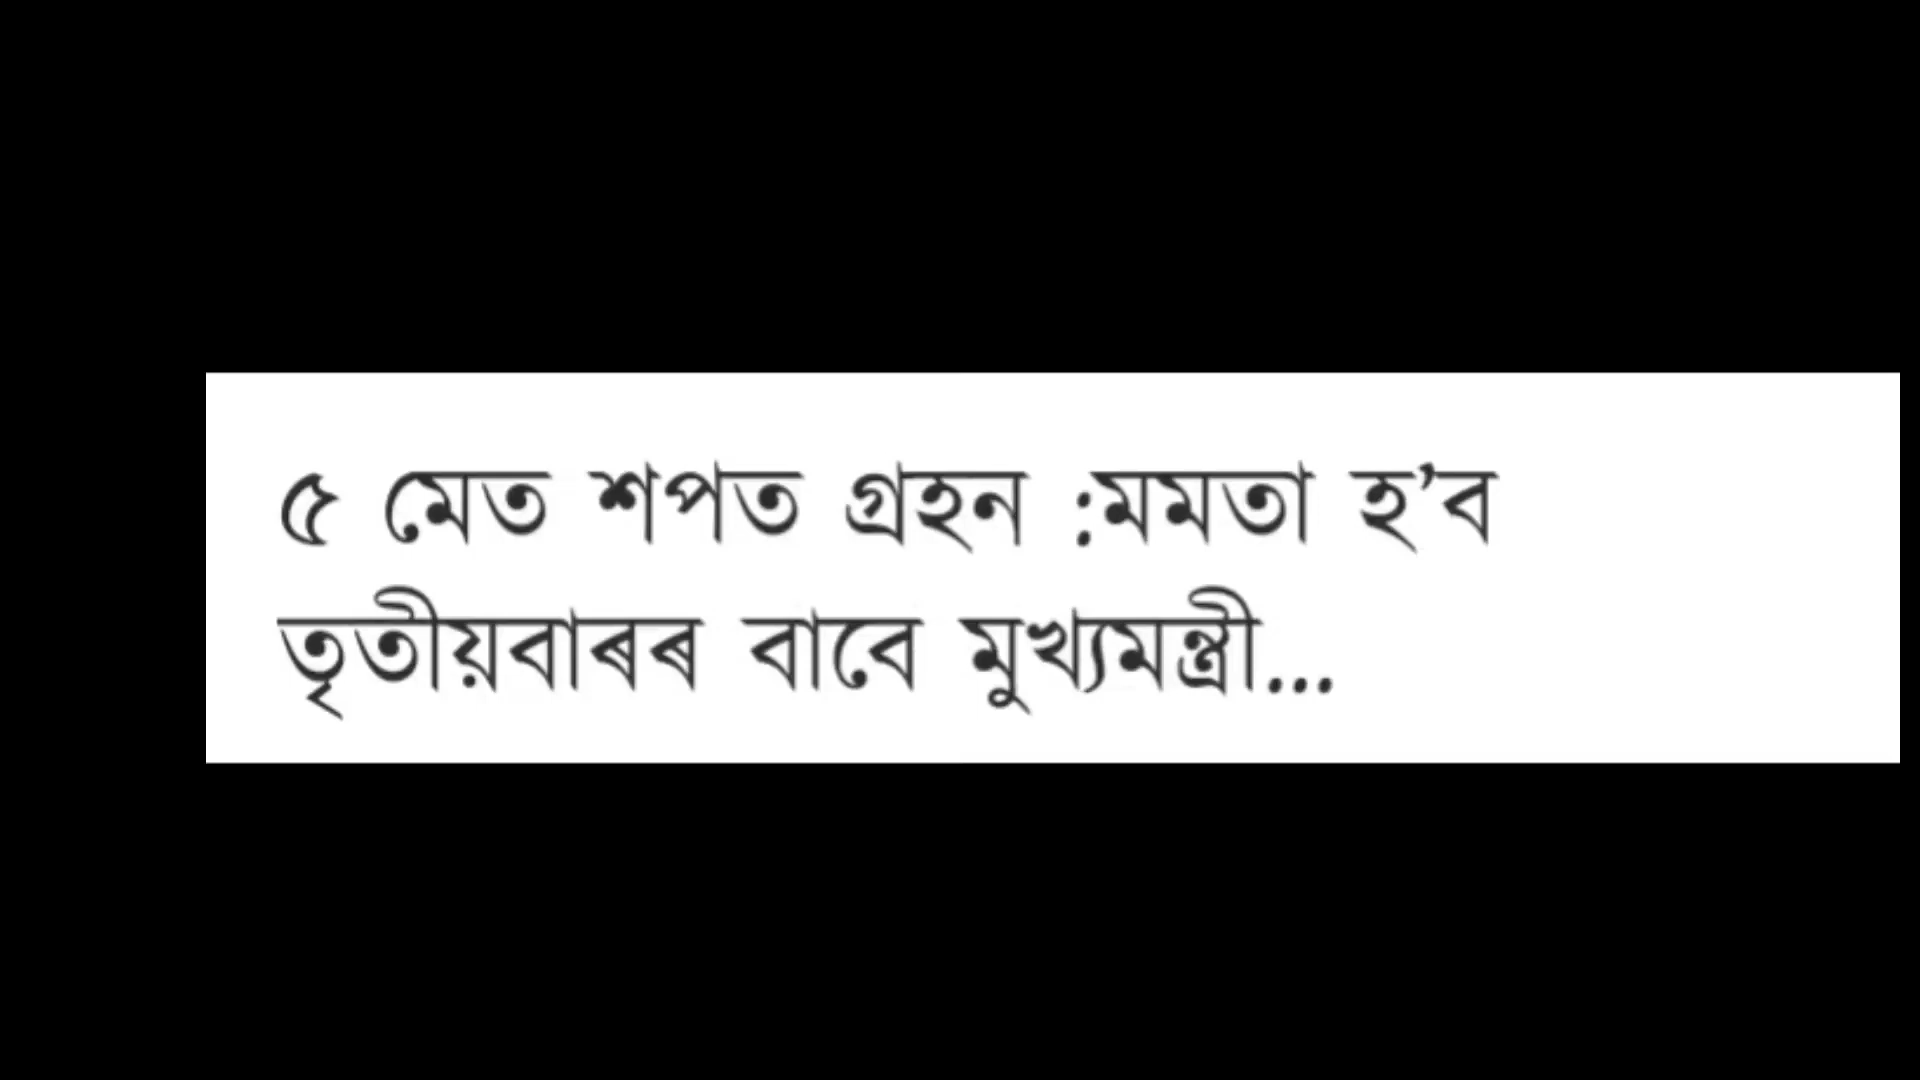 ৫ মেত শপত গ্ৰহন :মমতা হ’ব
তৃতীয়বাৰৰ বাবে মুখ্যমন্ত্ৰী...